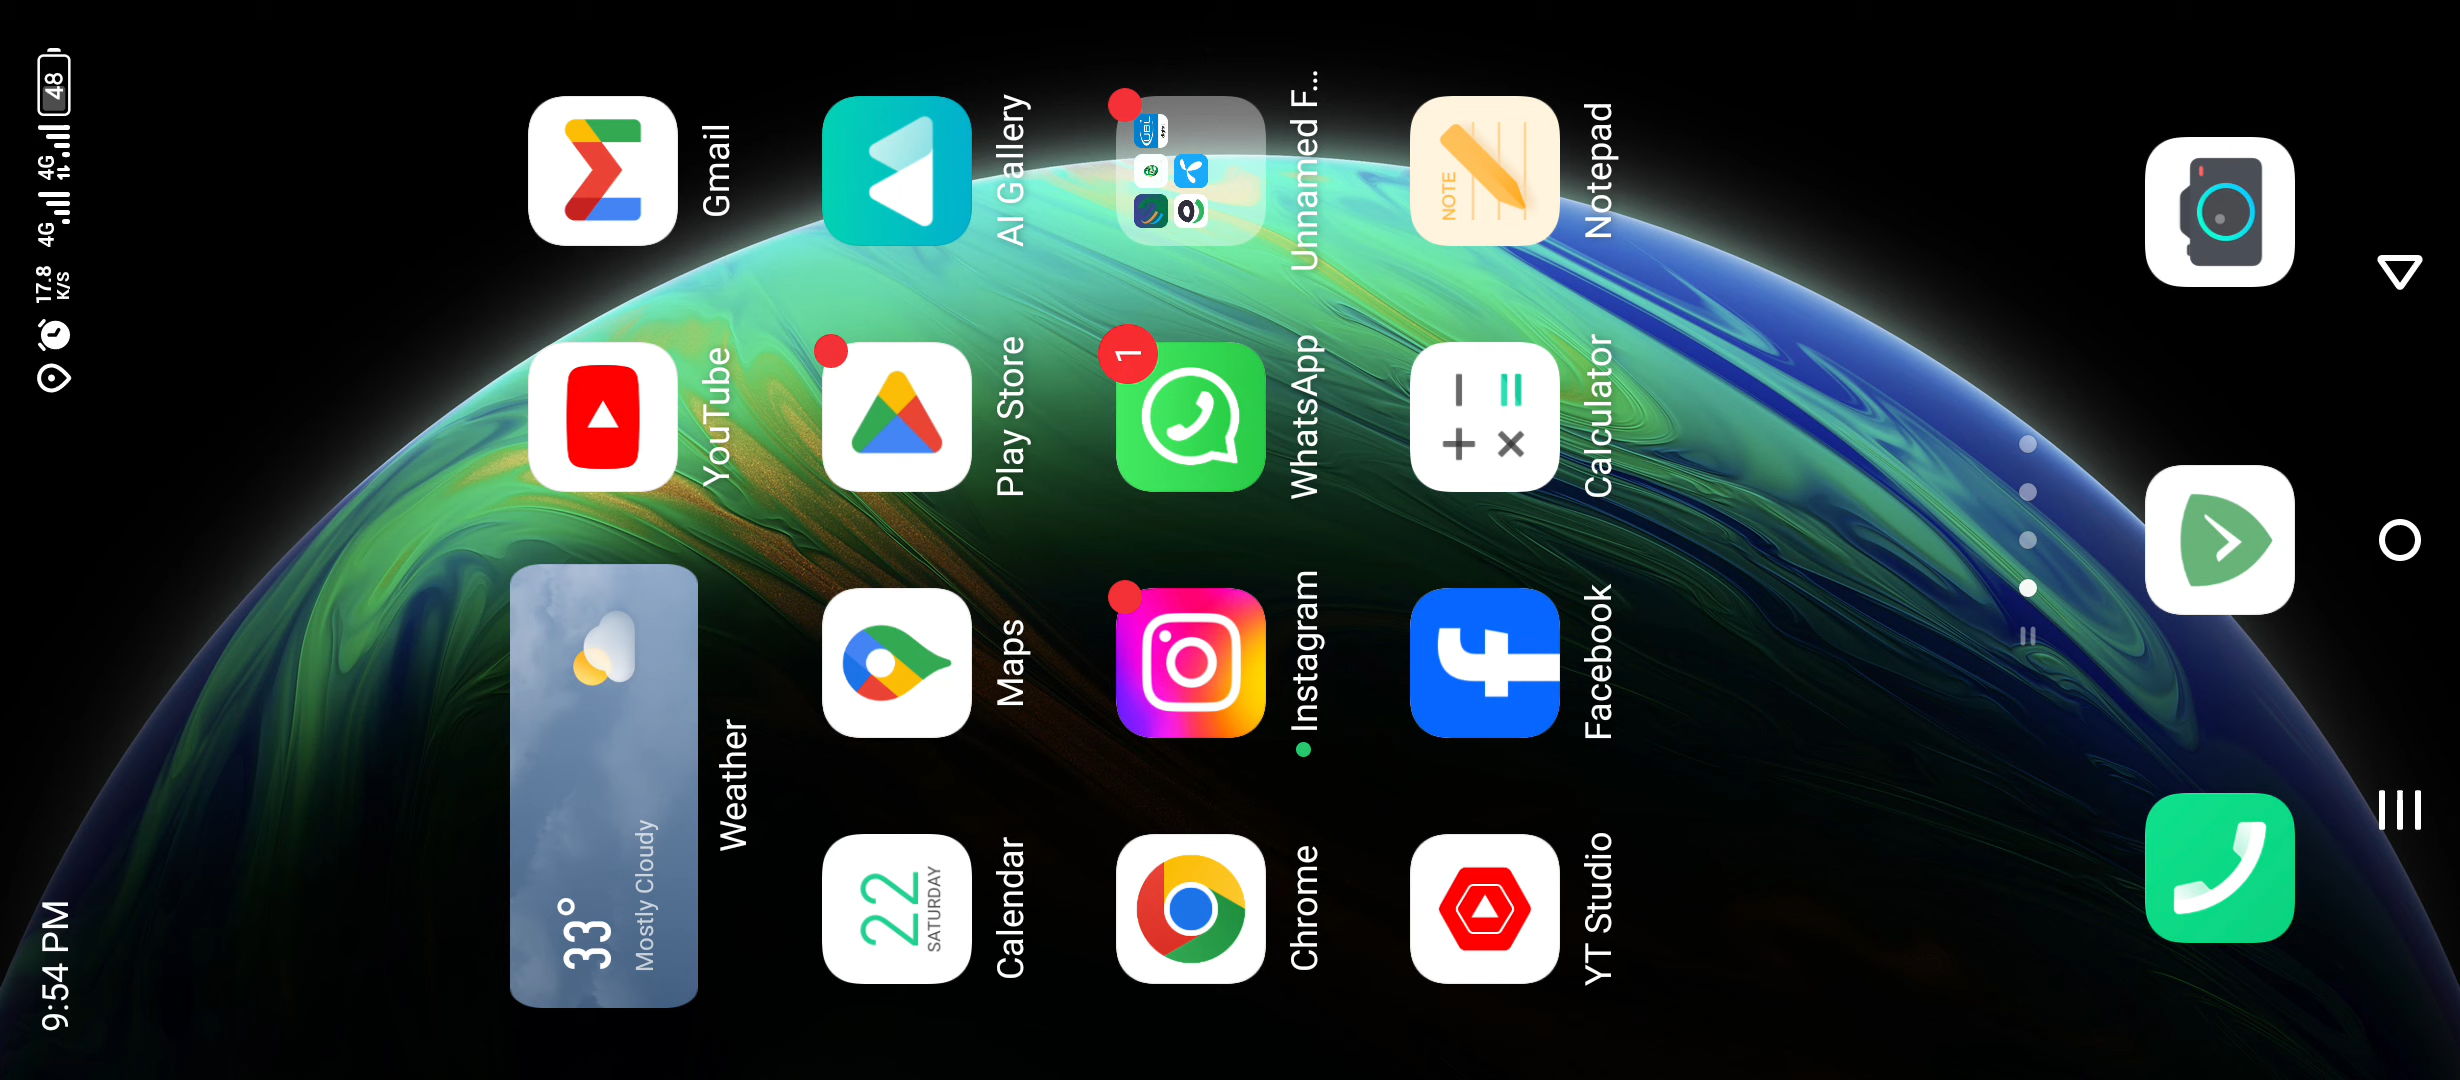 9:54 PM
17.8
K/s
4G
4G
48
33°
Mostly Cloudy
Weather
YouTube
Gmail
22
SATURDAY
Calendar
Maps
Play Store
AI Gallery
1
UBL
Chrome
Instagram
WhatsApp
Unnamed F...
NOTE
YT Studio
Facebook
Calculator
Notepad